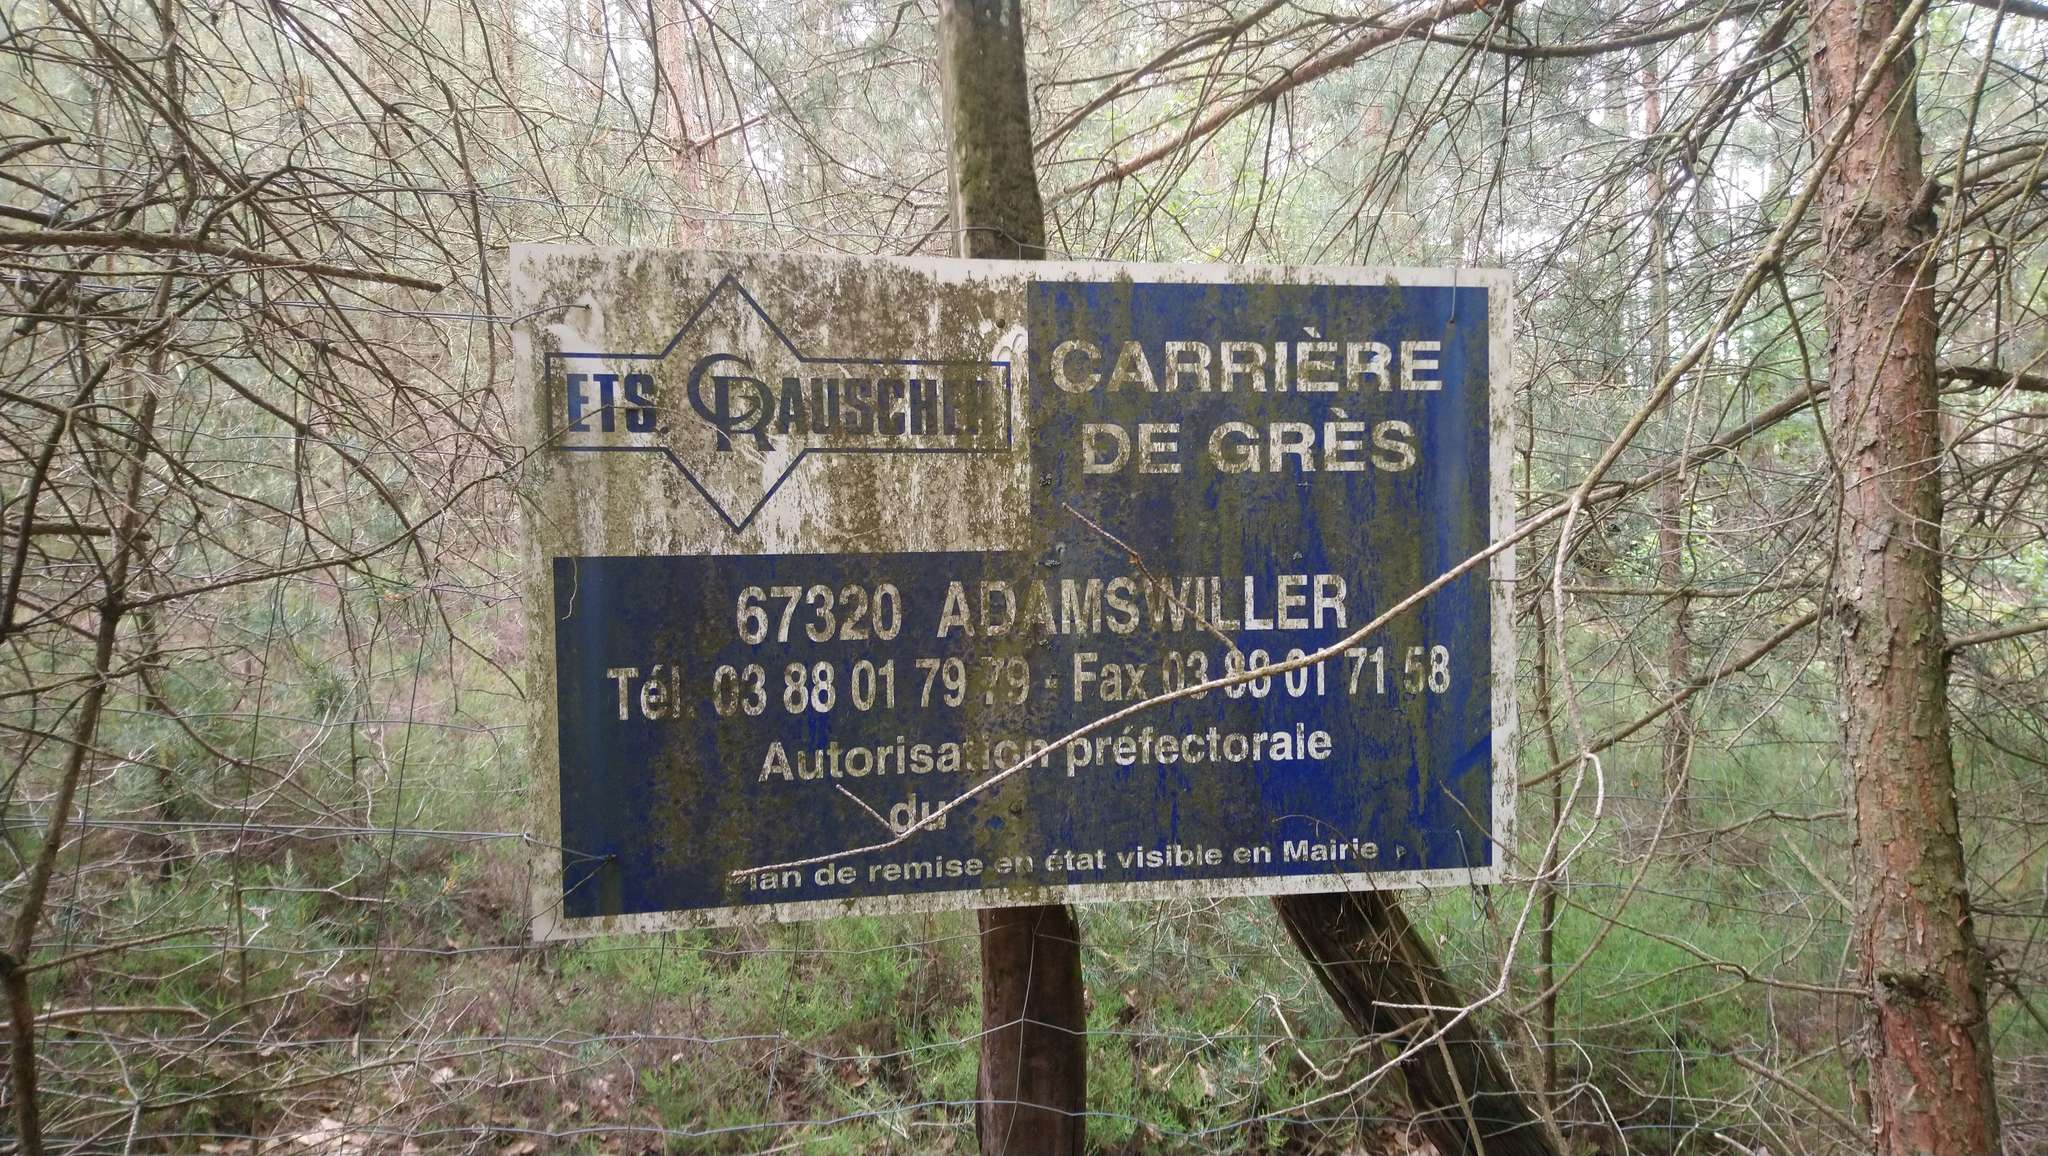 ETS. RAUSCHER
CARRIÈRE
DE GRÈS
67320 ADAMSWILLER
Tél. 03 88 01 79 79 - Fax 03 88 01 71 58
Autorisation préfectorale
du
Plan de remise en état visible en Mairie